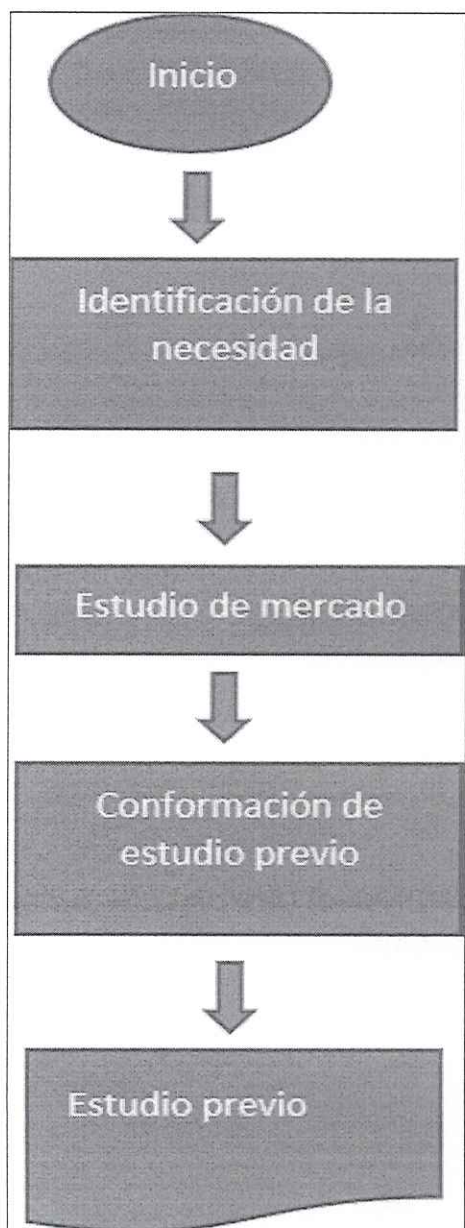 Inicio
Identificación de la
necesidad
Estudio de mercado
Conformación de
estudio previo
Estudio previo